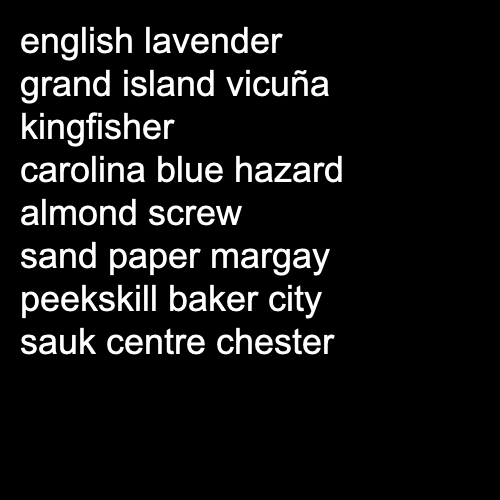 english lavender
grand island vicuña
kingfisher
carolina blue hazard
almond screw
sand paper margay
peekskill baker city
sauk centre chester